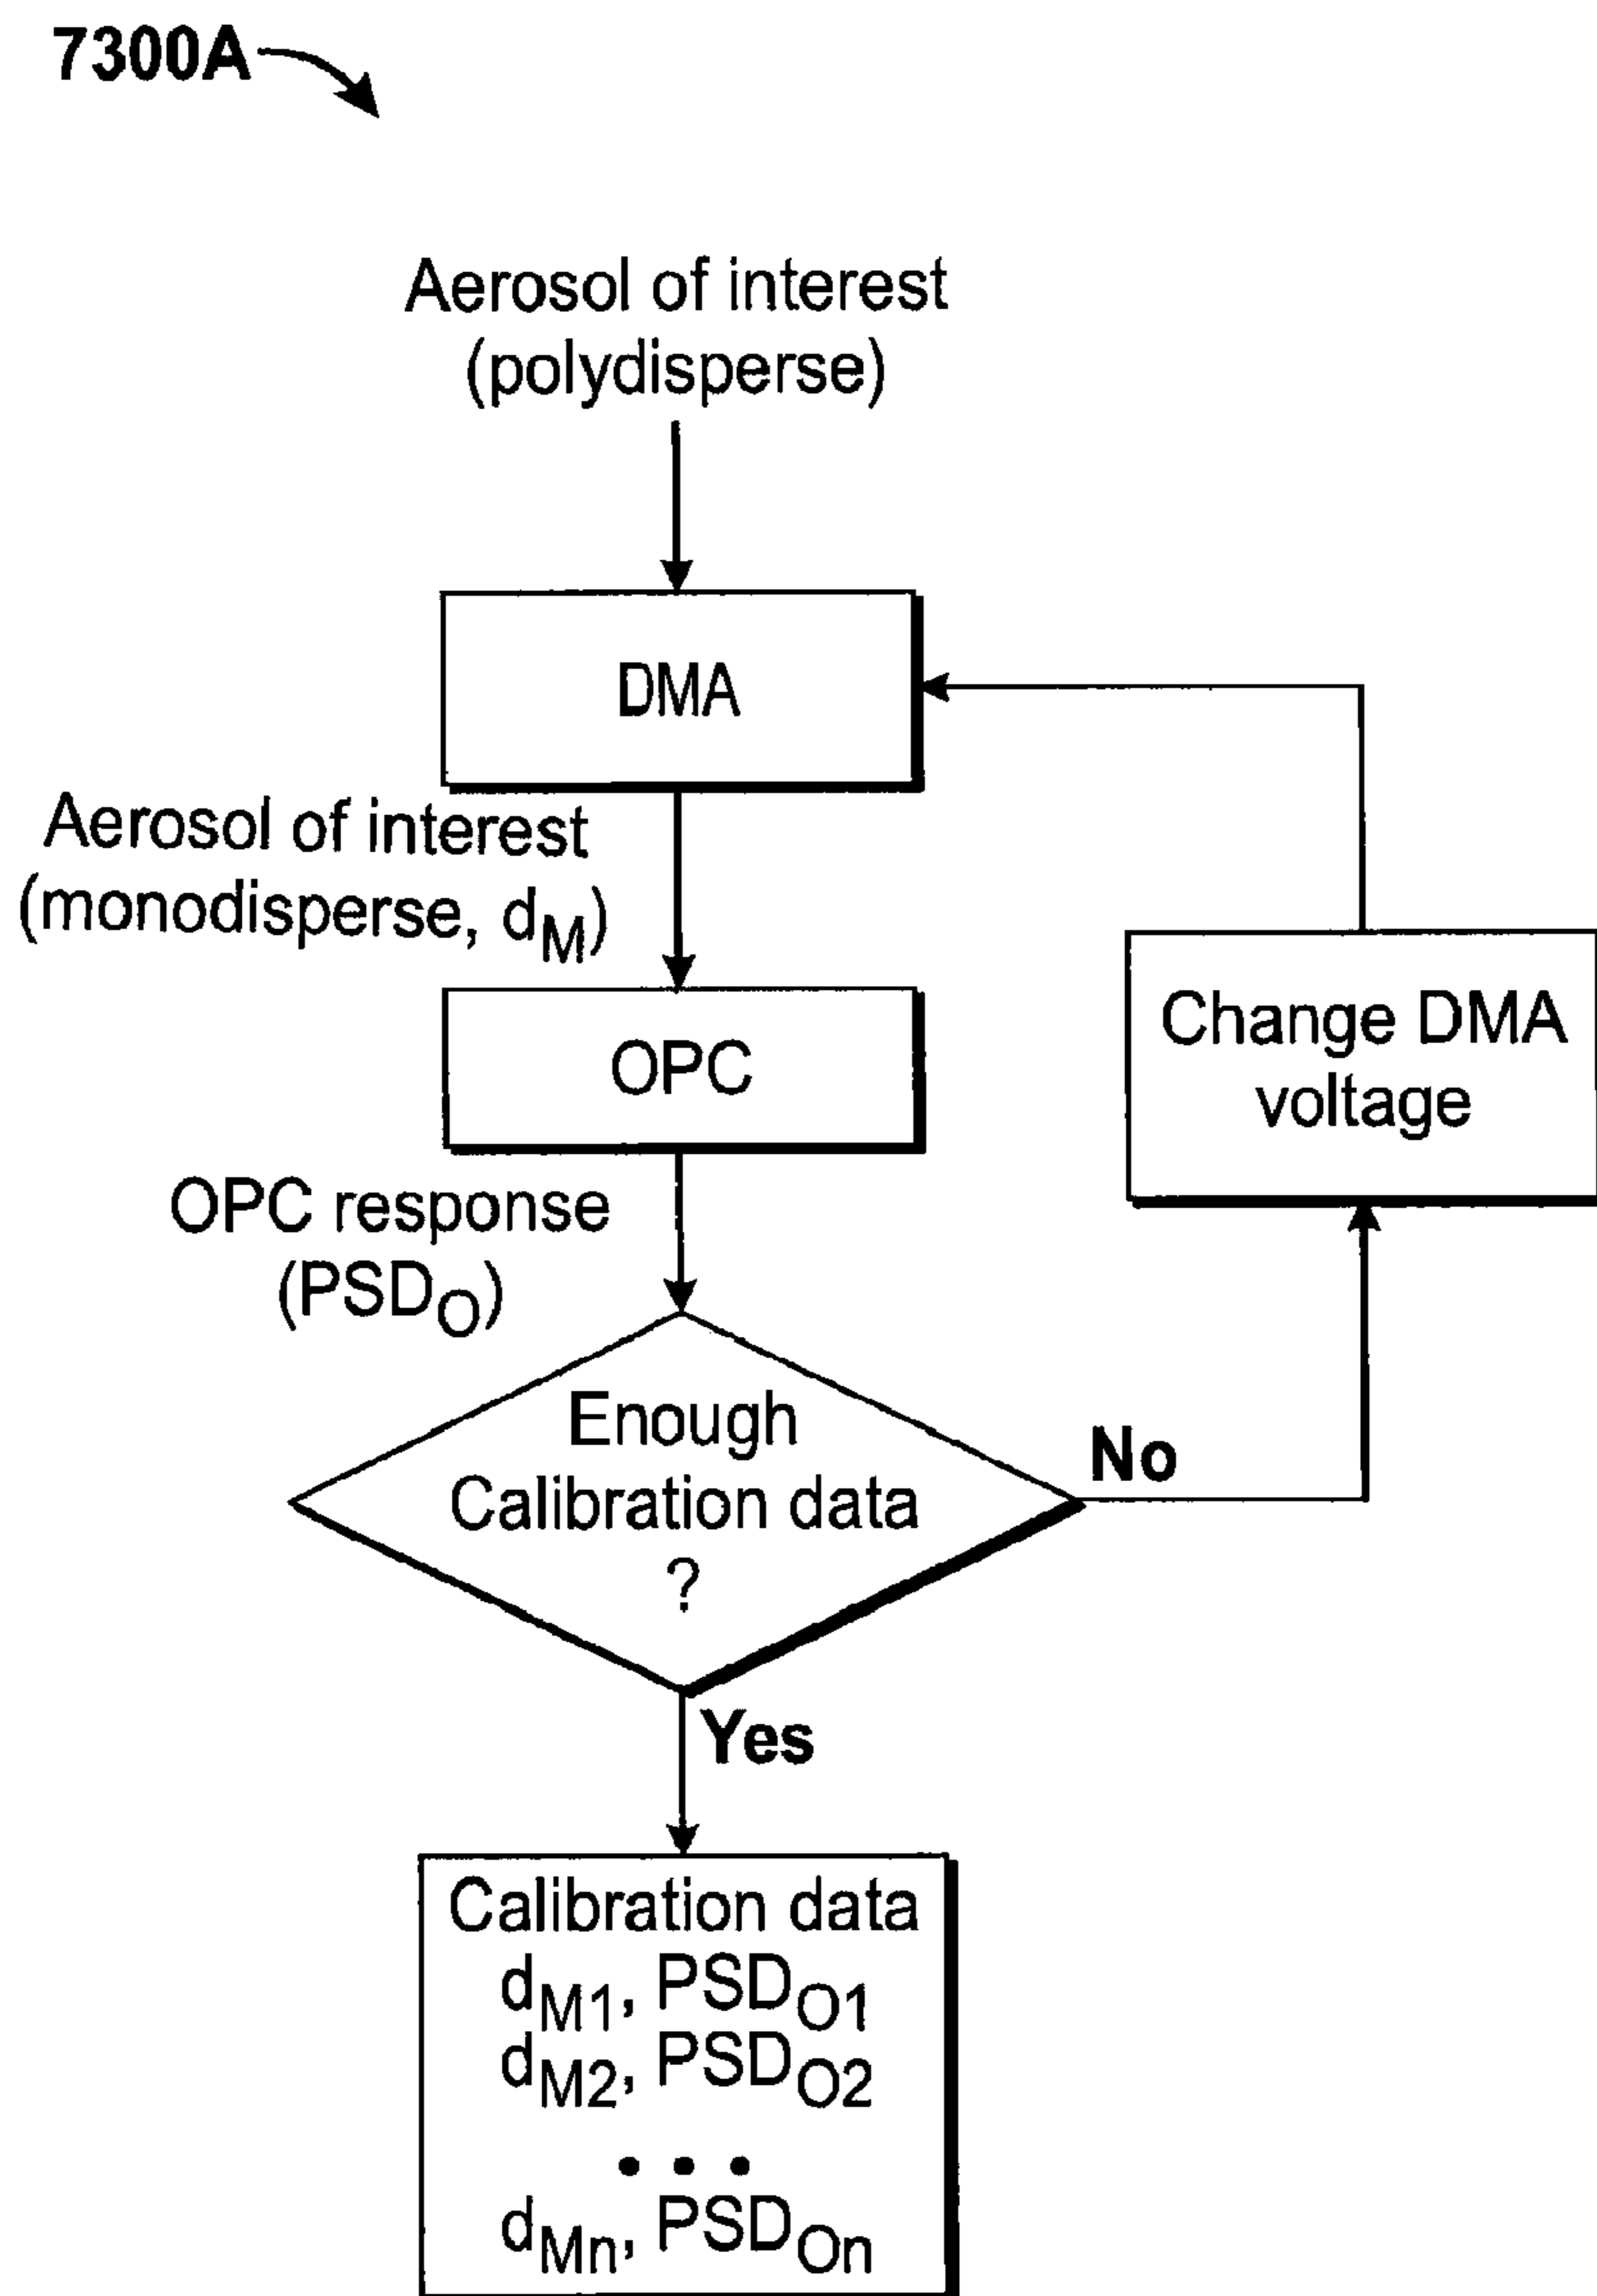 7300A
Aerosol of interest
(polydisperse)
DMA
Aerosol of interest
(monodisperse, dM)
OPC
Change DMA
voltage
OPC response
(PSDO)
Enough
Calibration data
?
No
Yes
Calibration data
dM1, PSDO1
dM2, PSDO2
• • •
dMn, PSDOn